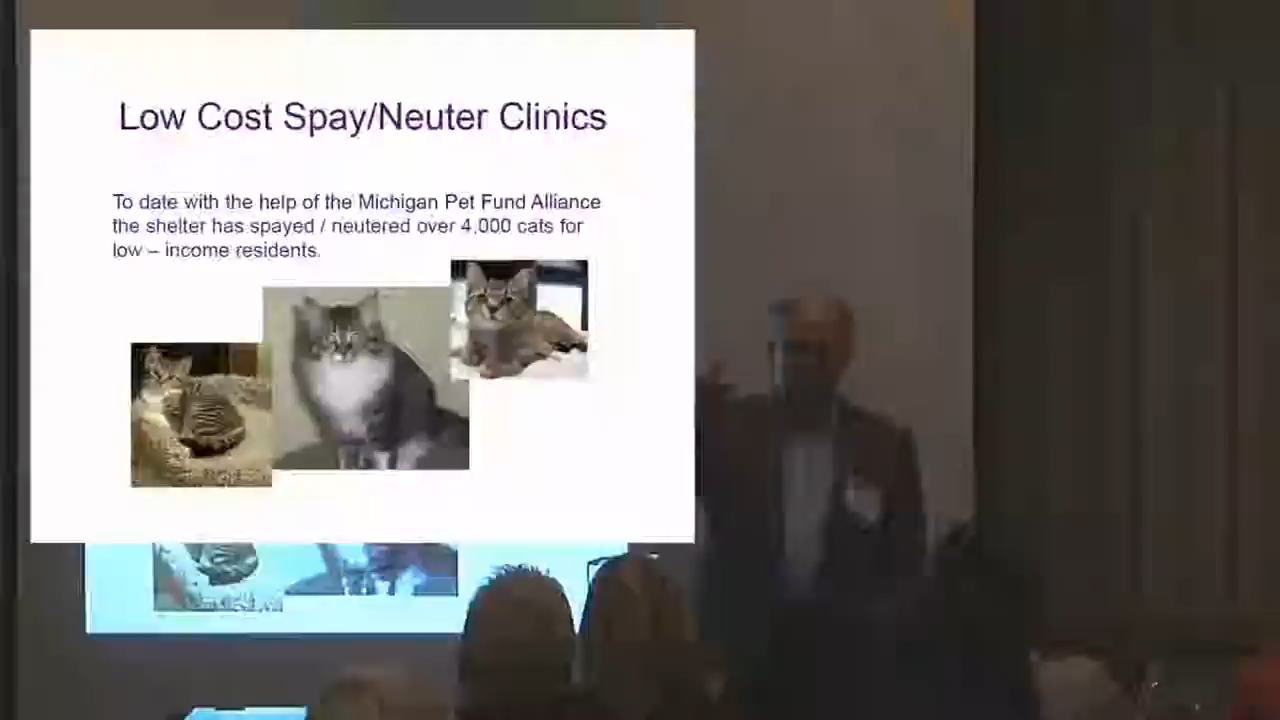 Low Cost Spay/Neuter Clinics
To date with the help of the Michigan Pet Fund Alliance
the shelter has spayed / neutered over 4,000 cats for
low – income residents.